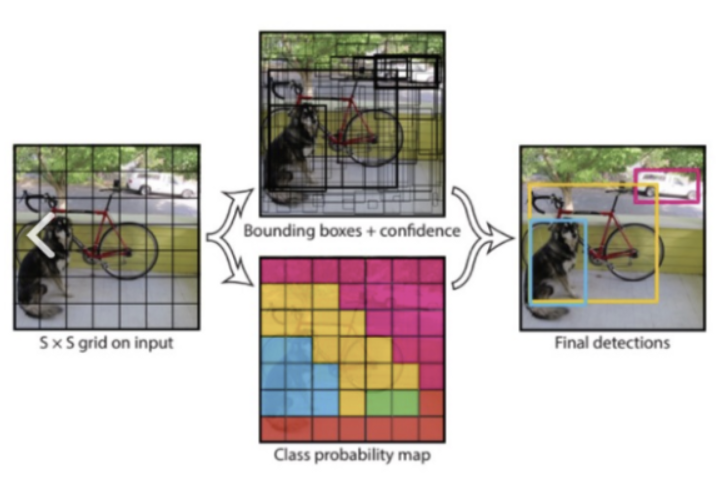 Bounding boxes + confidence
S × S grid on input
Final detections
Class probability map